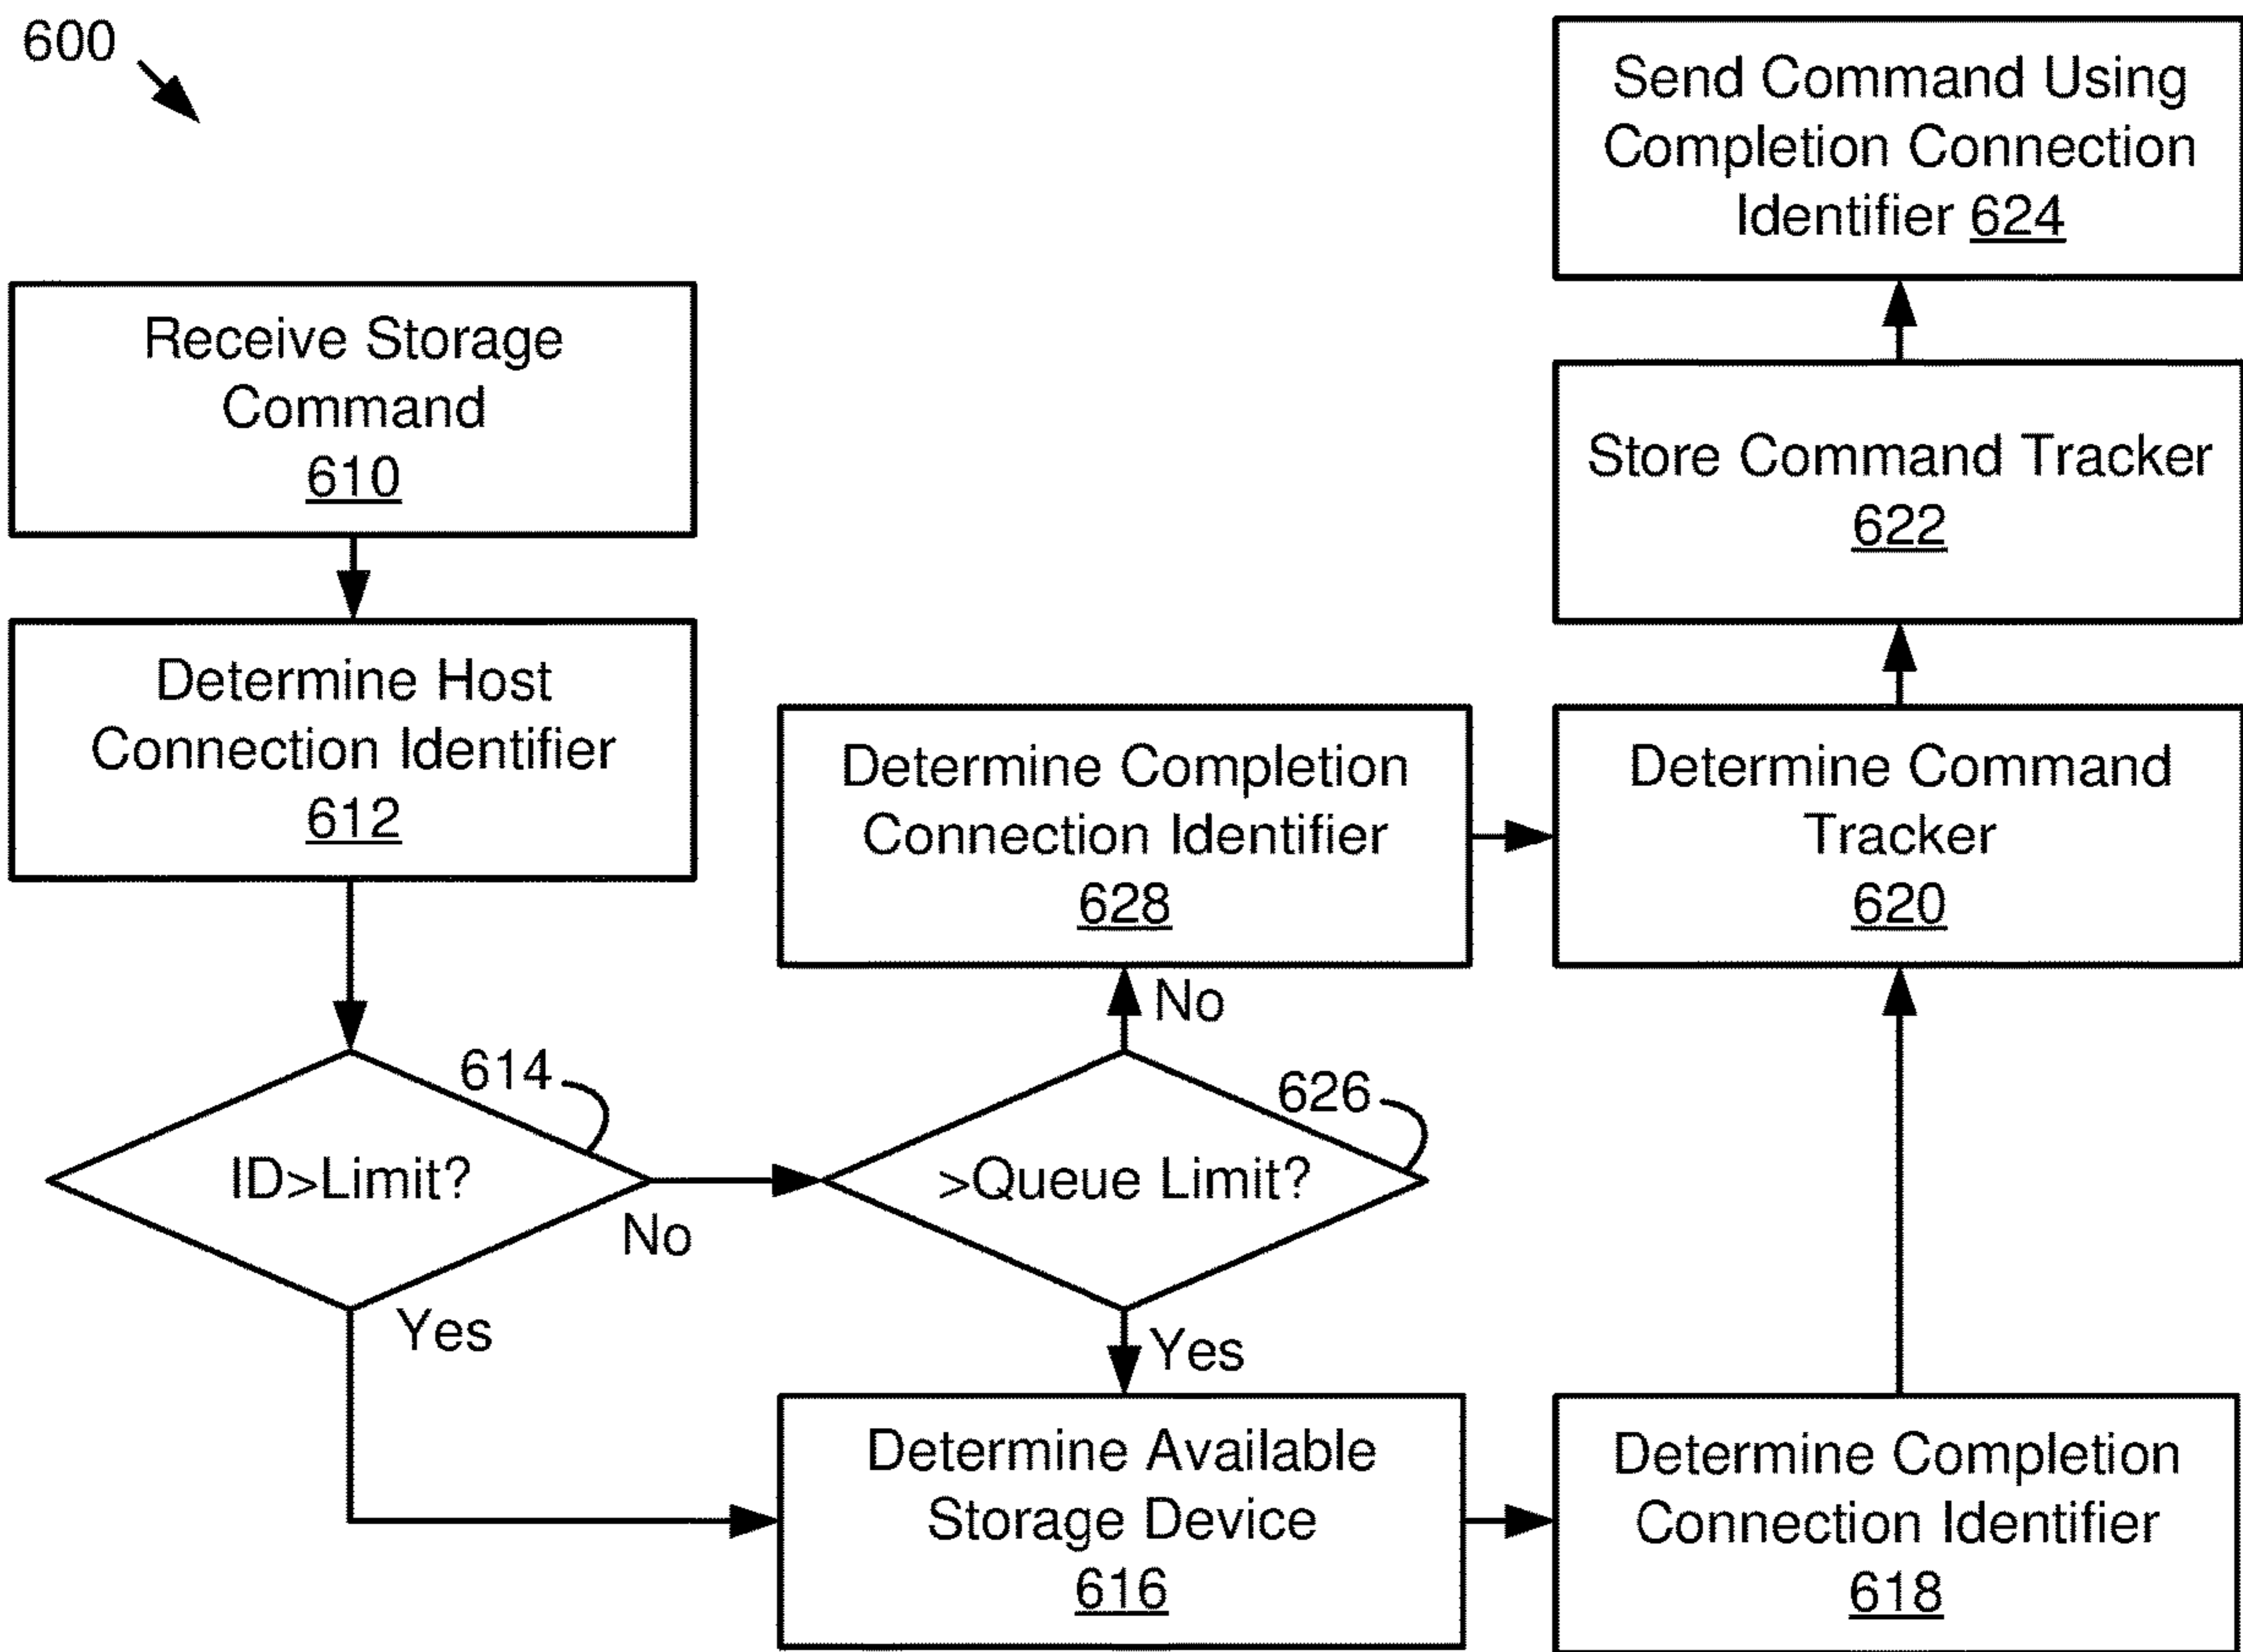 600
Receive Storage
Command
610
Determine Host
Connection Identifier
612
614
ID>Limit?
No
Yes
626
>Queue Limit?
No
Yes
Determine Available
Storage Device
616
Determine Completion
Connection Identifier
618
Determine Completion
Connection Identifier
628
Determine Command
Tracker
620
Store Command Tracker
622
Send Command Using
Completion Connection
Identifier 624